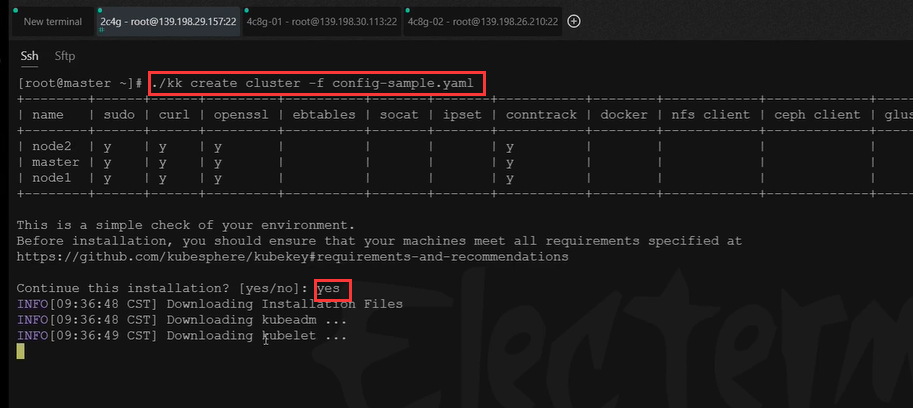 New terminal 2c4g - root@139.198.29.157:22 4c8g-01 - root@139.198.30.113:22 4c8g-02 - root@139.198.26.210:22
Ssh Sftp
[root@master ~]# ./kk create cluster -f config-sample.yaml
+--------+------+------+---------+----------+-------+-------+-----------+--------+------------+-------------+------
| name | sudo | curl | openssl | ebtables | socat | ipset | conntrack | docker | nfs client | ceph client | glus
+--------+------+------+---------+----------+-------+-------+-----------+--------+------------+-------------+------
| node2 | y | y | y | | | | y | | | |
| master | y | y | y | | | | y | | | |
| node1 | y | y | y | | | | y | | | |
+--------+------+------+---------+----------+-------+-------+-----------+--------+------------+-------------+------
This is a simple check of your environment.
Before installation, you should ensure that your machines meet all requirements specified at
https://github.com/kubesphere/kubekey#requirements-and-recommendations
Continue this installation? [yes/no]: yes
INFO[09:36:48 CST] Downloading Installation Files
INFO[09:36:48 CST] Downloading kubeadm ...
INFO[09:36:49 CST] Downloading kubelet ...
Electerm